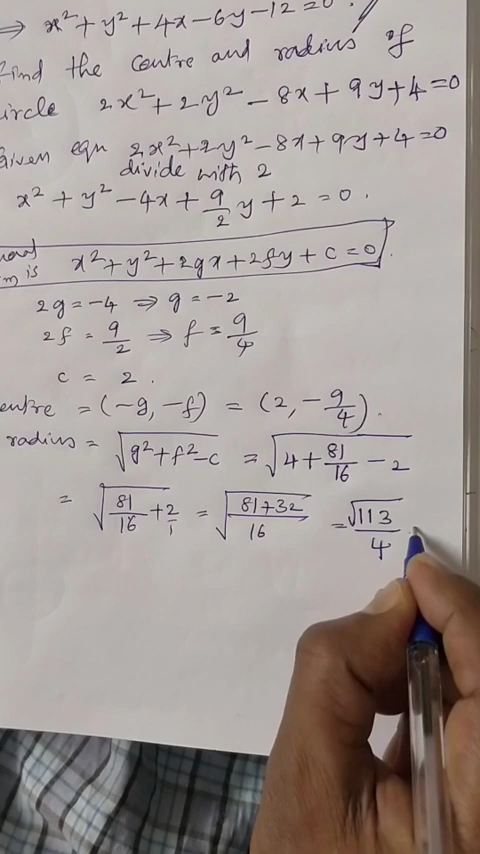 ⇒ x² + y² + 4x - 6y - 12 = 0.
Find the centre and radius of
ircle 2x² + 2y² - 8x + 9y + 4 = 0
Given equn 2x² + 2y² - 8x + 9y + 4 = 0
divide with 2
x² + y² - 4x + 9/2 y + 2 = 0.
m is x² + y² + 2gx + 2fy + c = 0.
2g = -4 ⇒ g = -2
2f = 9/2 ⇒ f = 9/4
c = 2.
entre = (-g, -f) = (2, -9/4).
radius = √(g² + f² - c) = √(4 + 81/16 - 2)
= √(81/16 + 2/1) = √((81+32)/16) = √113/4